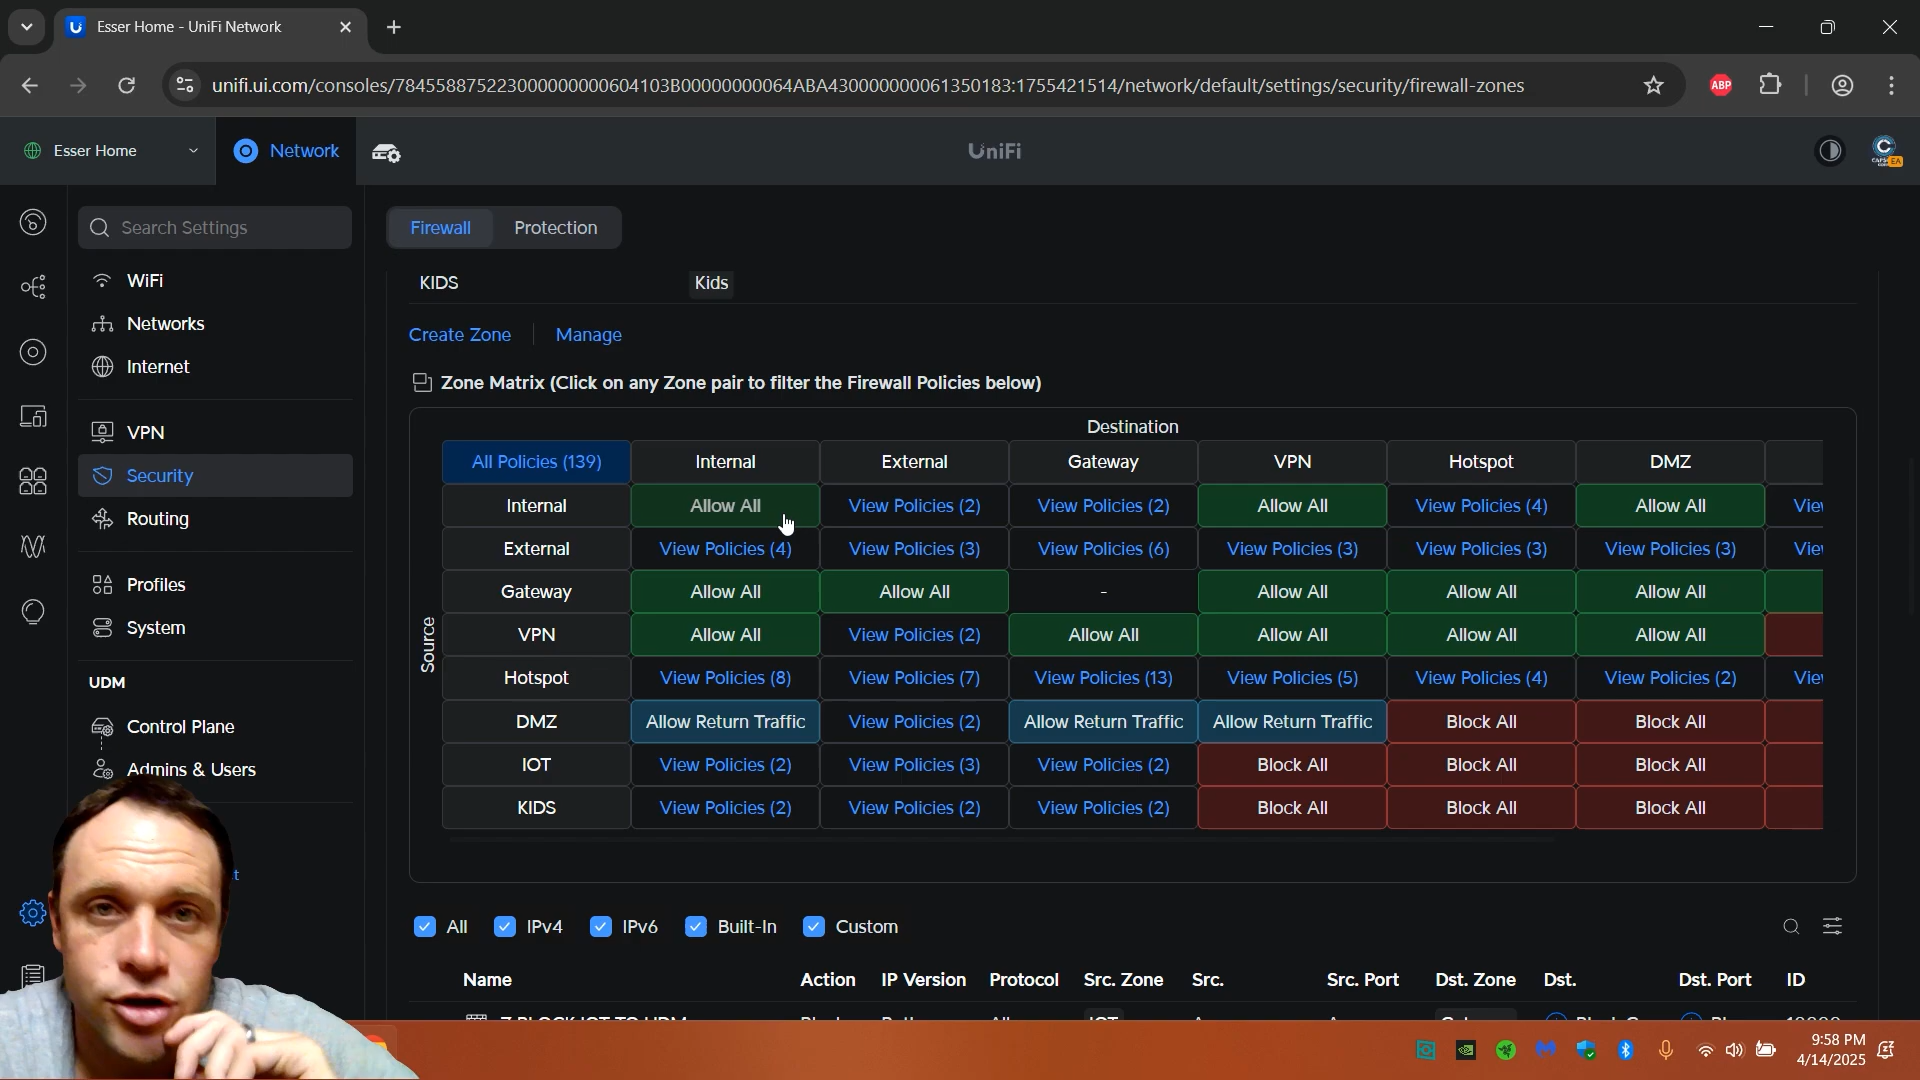 Esser Home - UniFi Network
unifi.ui.com/consoles/784558875223000000000604103B00000000064ABA430000000061350183:1755421514/network/default/settings/security/firewall-zones
ABP
Esser Home
Network
UniFi
EA
Search Settings
WiFi
Networks
Internet
VPN
Security
Routing
Profiles
System
UDM
Control Plane
Admins & Users
Firewall Protection
KIDS Kids
Create Zone Manage
Zone Matrix (Click on any Zone pair to filter the Firewall Policies below)
Destination
Source
All Policies (139) Internal External Gateway VPN Hotspot DMZ
Internal Allow All View Policies (2) View Policies (2) Allow All View Policies (4) Allow All
External View Policies (4) View Policies (3) View Policies (6) View Policies (3) View Policies (3) View Policies (3)
Gateway Allow All Allow All - Allow All Allow All Allow All
VPN Allow All View Policies (2) Allow All Allow All Allow All Allow All
Hotspot View Policies (8) View Policies (7) View Policies (13) View Policies (5) View Policies (4) View Policies (2)
DMZ Allow Return Traffic View Policies (2) Allow Return Traffic Allow Return Traffic Block All Block All
IOT View Policies (2) View Policies (3) View Policies (2) Block All Block All Block All
KIDS View Policies (2) View Policies (2) View Policies (2) Block All Block All Block All
All IPv4 IPv6 Built-In Custom
Name Action IP Version Protocol Src. Zone Src. Src. Port Dst. Zone Dst. Dst. Port ID
9:58 PM
4/14/2025